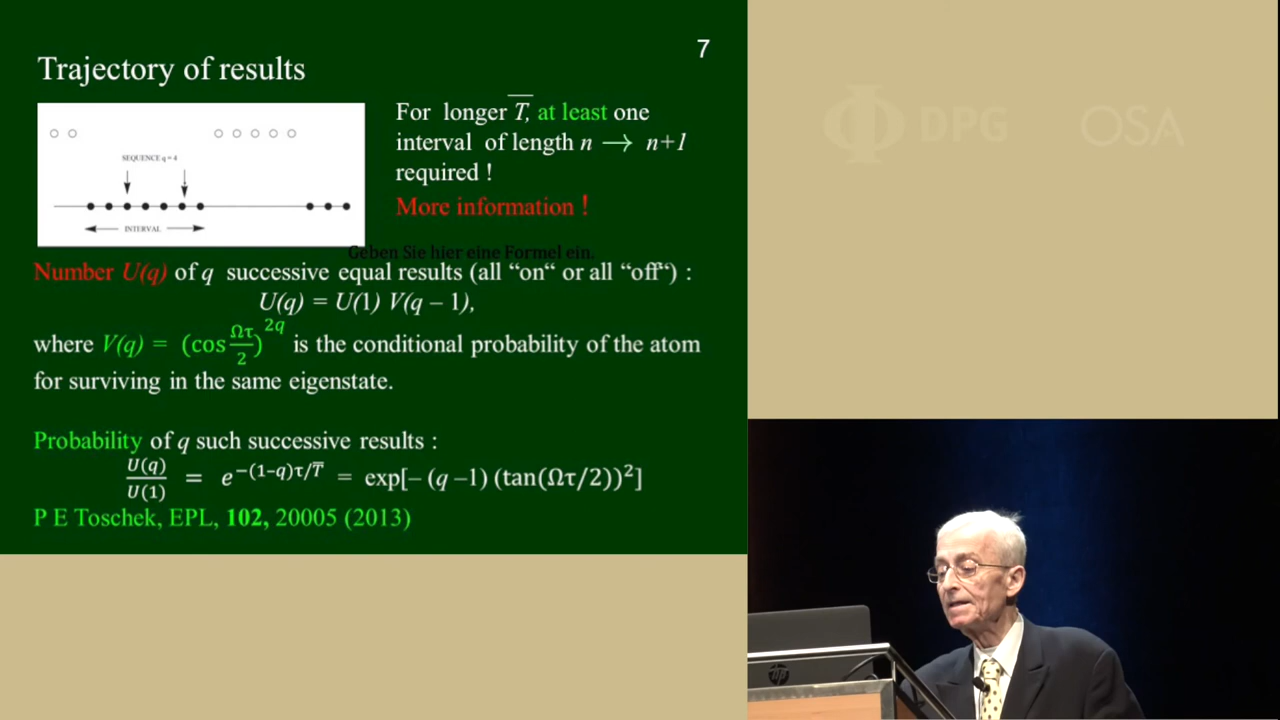 7
Trajectory of results
SEQUENCE q = 4
INTERVAL
For longer T̅, at least one
interval of length n → n+1
required !
More information !
Geben Sie hier eine Formel ein.
Number U(q) of q successive equal results (all “on“ or all “off“) :
U(q) = U(1) V(q – 1),
where V(q) = (cos Ωτ/2)^2q is the conditional probability of the atom
for surviving in the same eigenstate.
Probability of q such successive results :
U(q)/U(1) = e^−(1−q)τ/T̅ = exp[– (q –1) (tan(Ωτ/2))²]
P E Toschek, EPL, 102, 20005 (2013)
DPG
OSA
hp